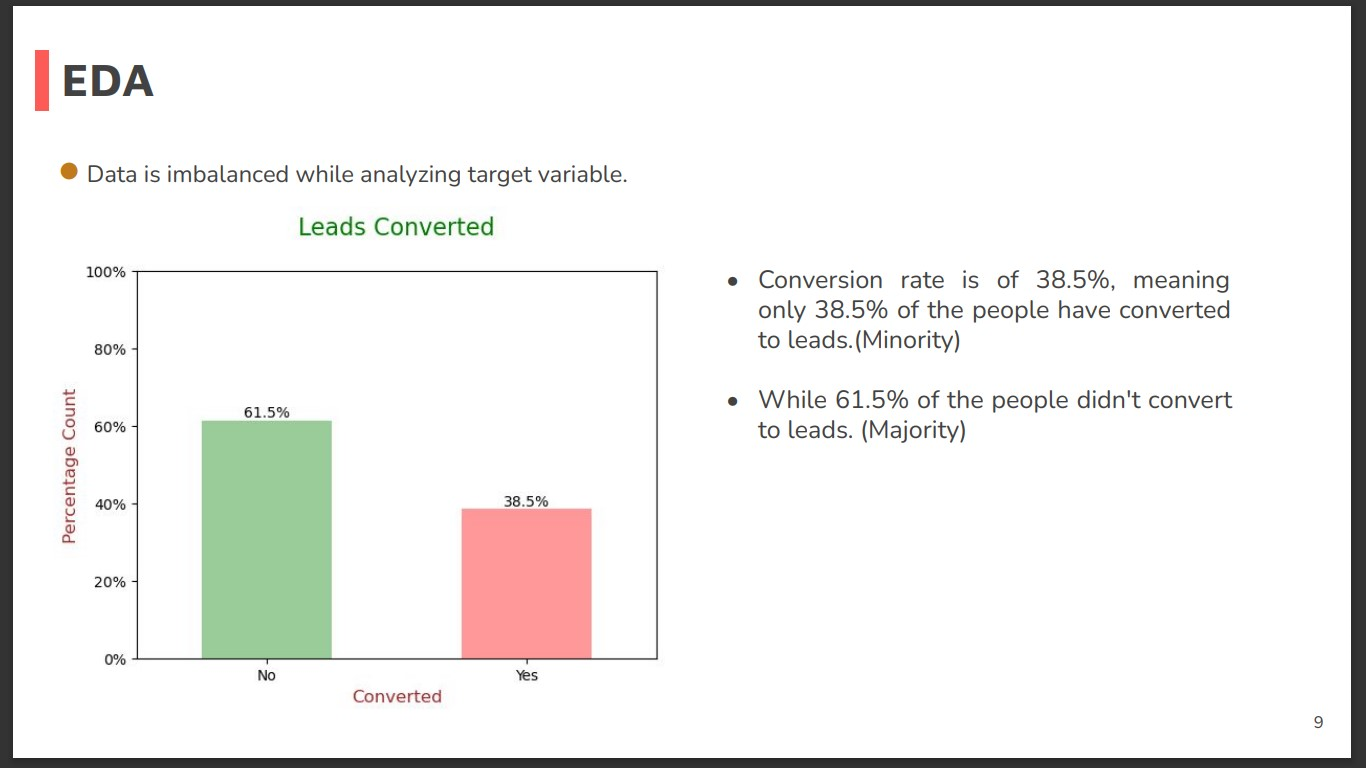 EDA
Data is imbalanced while analyzing target variable.
Leads Converted
100%
80%
60%
40%
20%
0%
Percentage Count
61.5%
38.5%
No
Yes
Converted
Conversion rate is of 38.5%, meaning
only 38.5% of the people have converted
to leads.(Minority)
While 61.5% of the people didn't convert
to leads. (Majority)
9